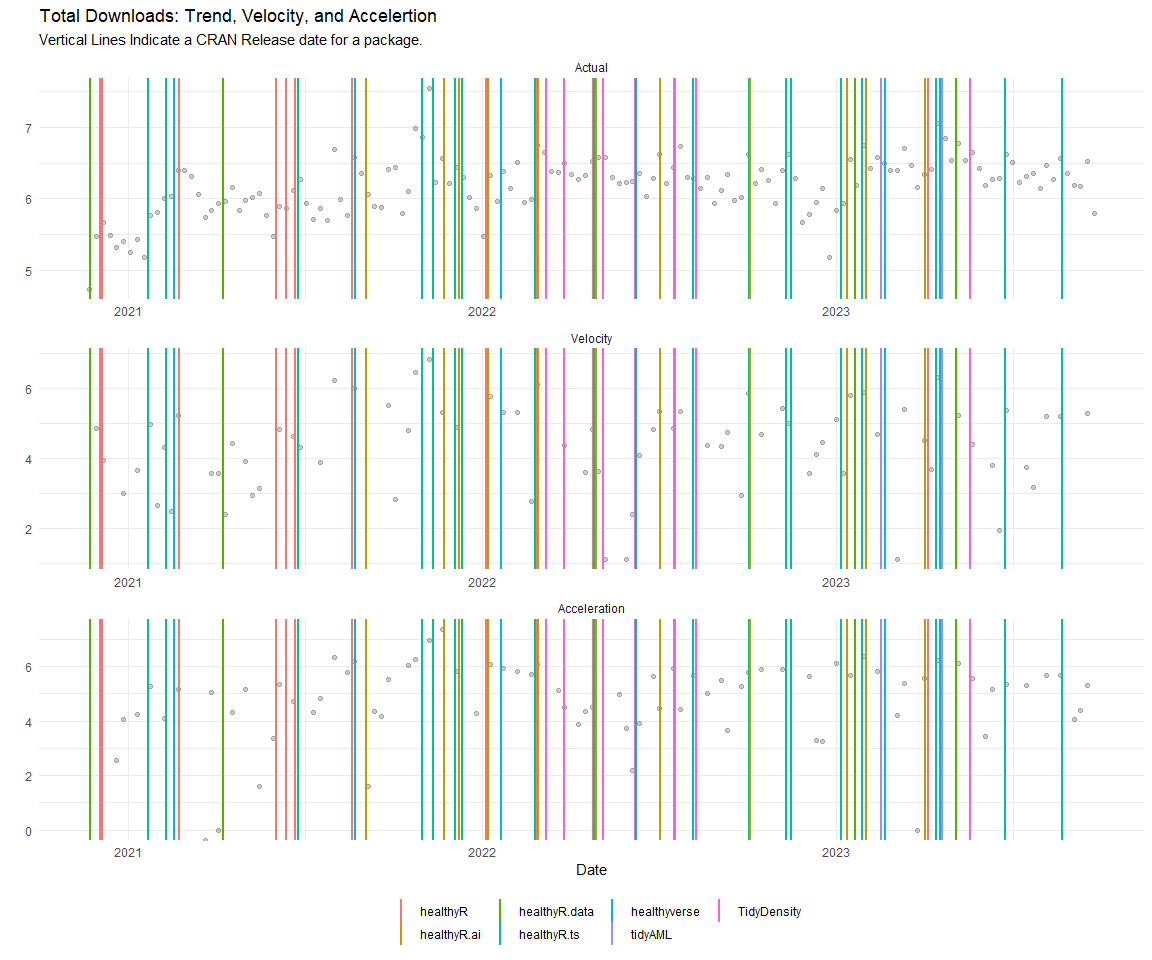 Total Downloads: Trend, Velocity, and Accelertion
Vertical Lines Indicate a CRAN Release date for a package.
Actual
7
6
5
2021 2022 2023
Velocity
6
4
2
2021 2022 2023
Acceleration
6
4
2
0
2021 2022 2023
Date
healthyR healthyR.data healthyverse TidyDensity
healthyR.ai healthyR.ts tidyAML